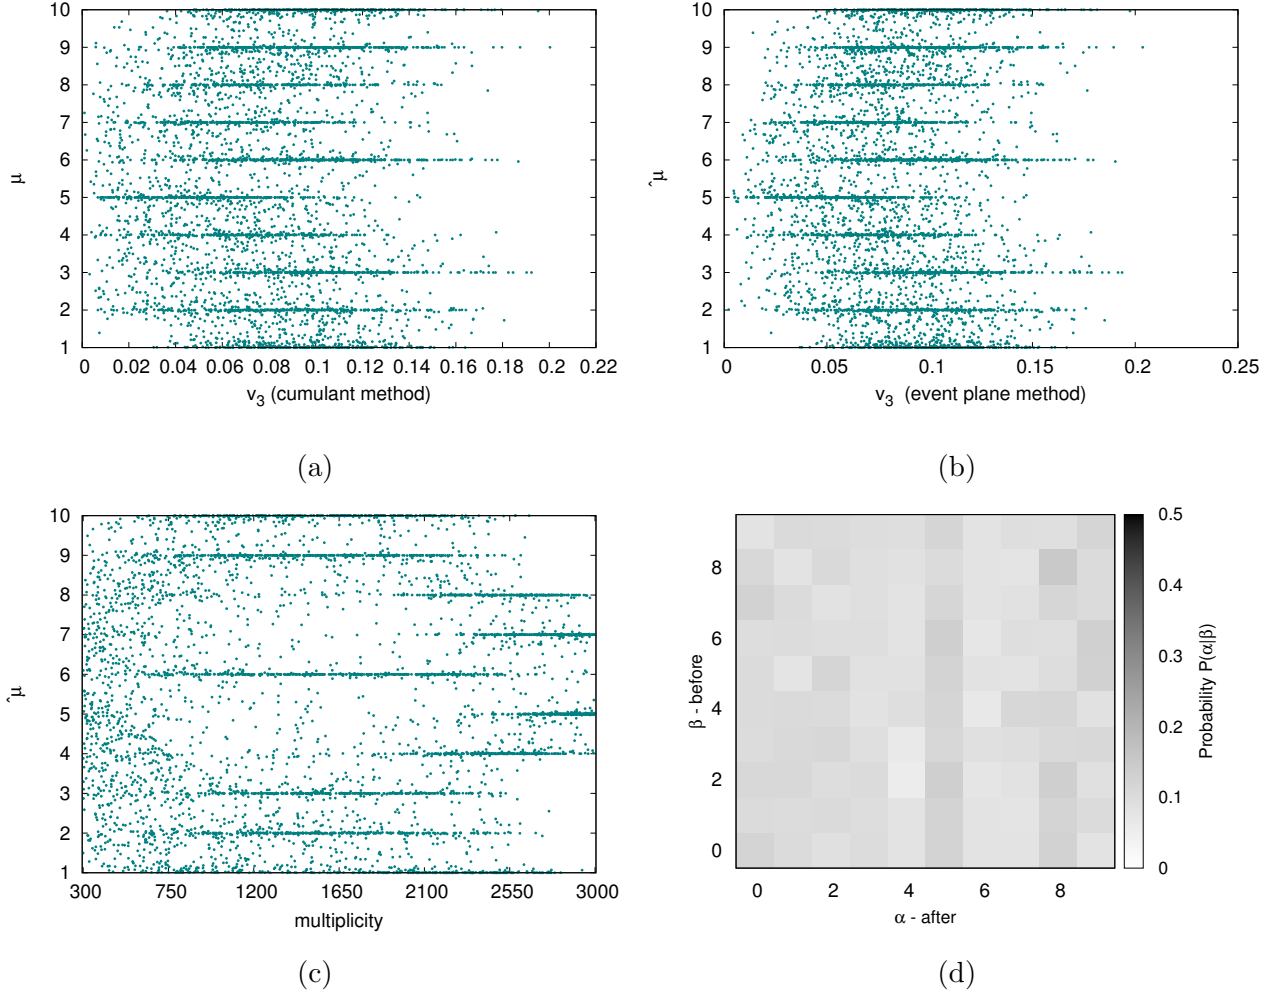 10
9
8
7
6
5
4
3
2
1
μ
0 0.02 0.04 0.06 0.08 0.1 0.12 0.14 0.16 0.18 0.2 0.22
v3 (cumulant method)
(a)
10
9
8
7
6
5
4
3
2
1
μ̂
0 0.05 0.1 0.15 0.2 0.25
v3 (event plane method)
(b)
10
9
8
7
6
5
4
3
2
1
μ̂
300 750 1200 1650 2100 2550 3000
multiplicity
(c)
8
6
4
2
0
β - before
0 2 4 6 8
α - after
0.5
0.4
0.3
0.2
0.1
0
Probability P(α|β)
(d)